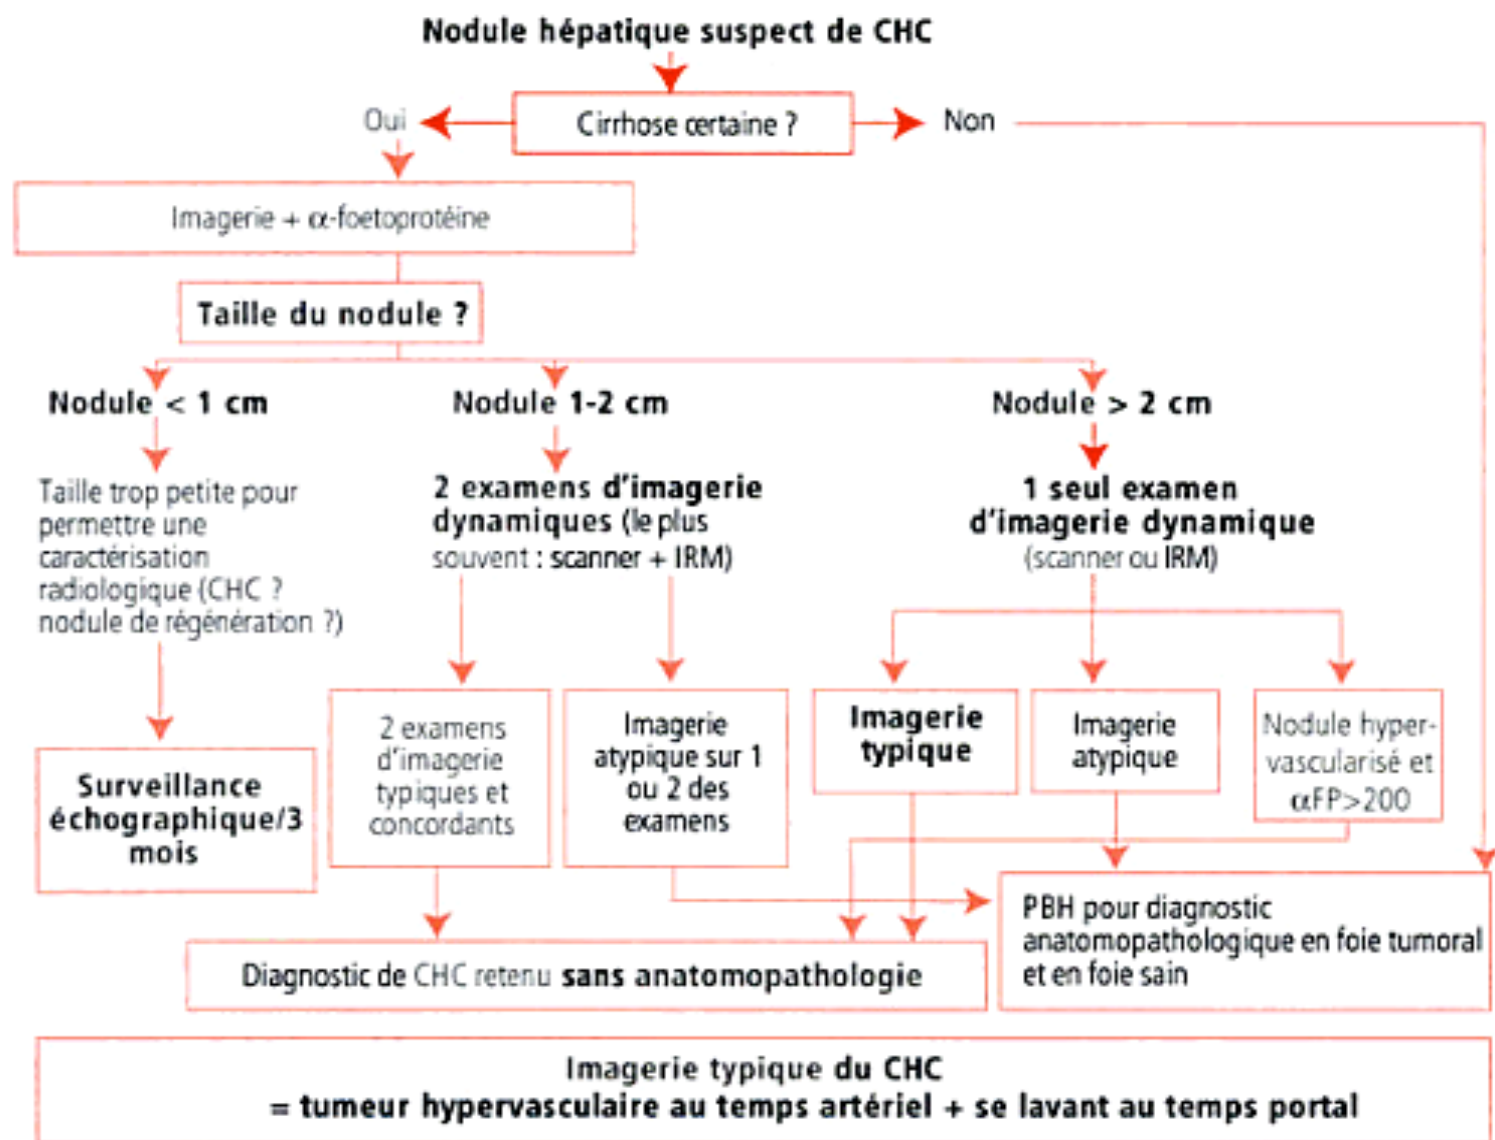 Nodule hépatique suspect de CHC
Oui
Cirrhose certaine ?
Non
Imagerie + α-foetoprotéine
Taille du nodule ?
Nodule < 1 cm
Nodule 1-2 cm
Nodule > 2 cm
Taille trop petite pour
permettre une
caractérisation
radiologique (CHC ?
nodule de régénération ?)
2 examens d'imagerie
dynamiques (le plus
souvent : scanner + IRM)
1 seul examen
d'imagerie dynamique
(scanner ou IRM)
Surveillance
échographique/3
mois
2 examens
d'imagerie
typiques et
concordants
Imagerie
atypique sur 1
ou 2 des
examens
Imagerie
typique
Imagerie
atypique
Nodule hyper-
vascularisé et
αFP>200
Diagnostic de CHC retenu sans anatomopathologie
PBH pour diagnostic
anatomopathologique en foie tumoral
et en foie sain
Imagerie typique du CHC
= tumeur hypervasculaire au temps artériel + se lavant au temps portal